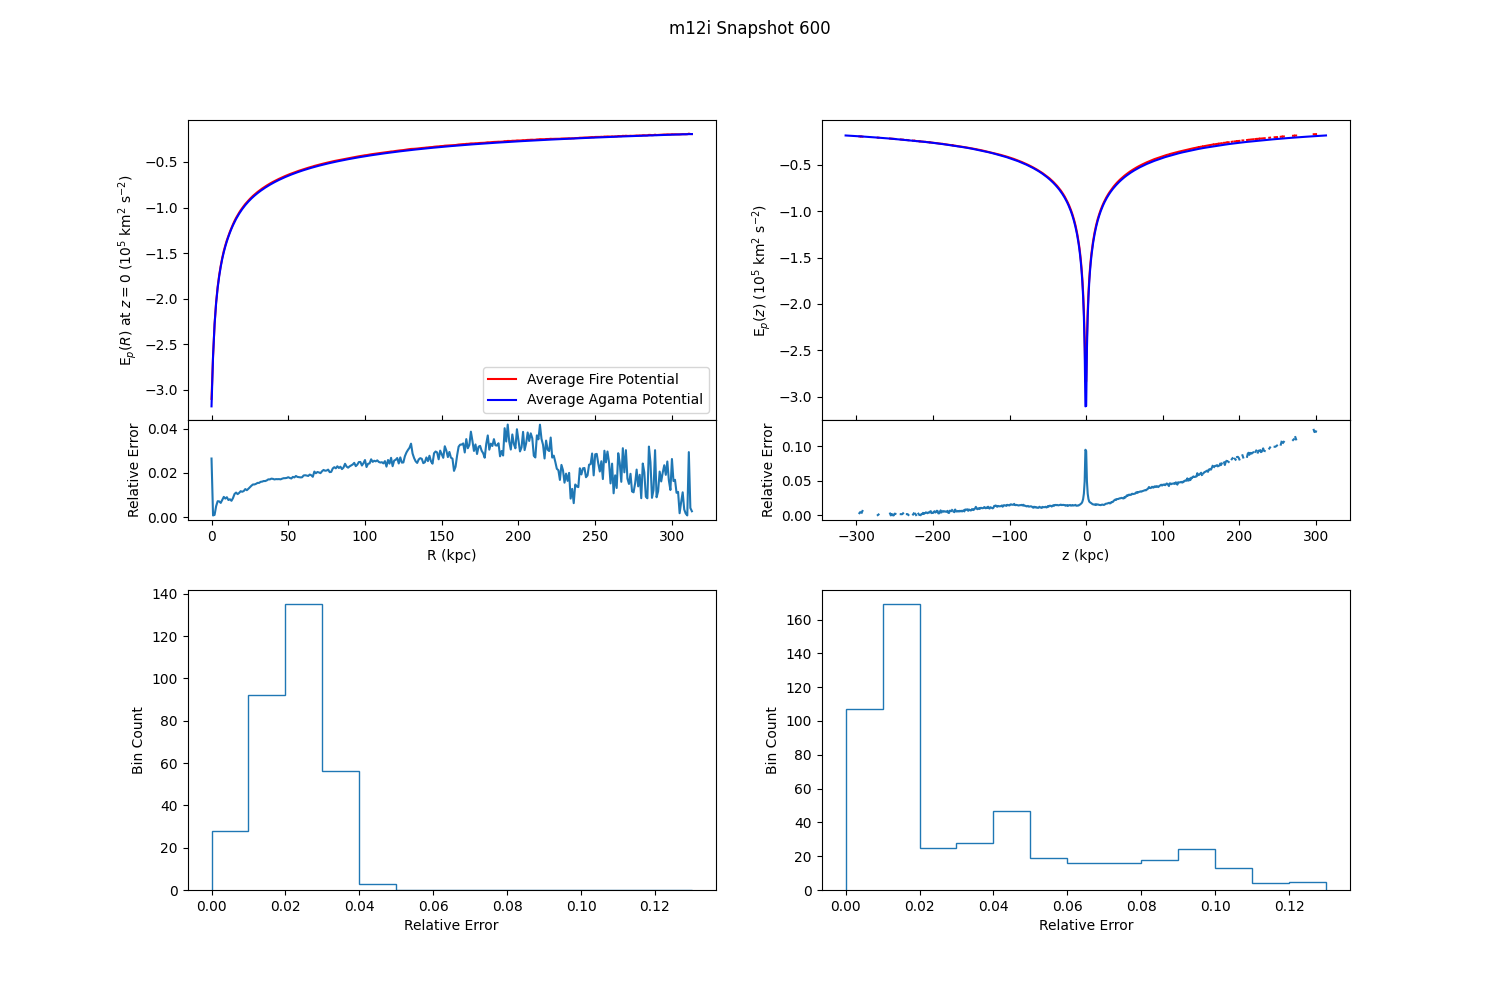 m12i Snapshot 600
E_p(R) at z = 0 (10^5 km^2 s^−2)
−0.5
−1.0
−1.5
−2.0
−2.5
−3.0
Average Fire Potential
Average Agama Potential
E_p(z) (10^5 km^2 s^−2)
−0.5
−1.0
−1.5
−2.0
−2.5
−3.0
Relative Error
0.04
0.02
0.00
0 50 100 150 200 250 300
R (kpc)
Relative Error
0.10
0.05
0.00
−300 −200 −100 0 100 200 300
z (kpc)
Bin Count
140
120
100
80
60
40
20
0
0.00 0.02 0.04 0.06 0.08 0.10 0.12
Relative Error
Bin Count
160
140
120
100
80
60
40
20
0
0.00 0.02 0.04 0.06 0.08 0.10 0.12
Relative Error